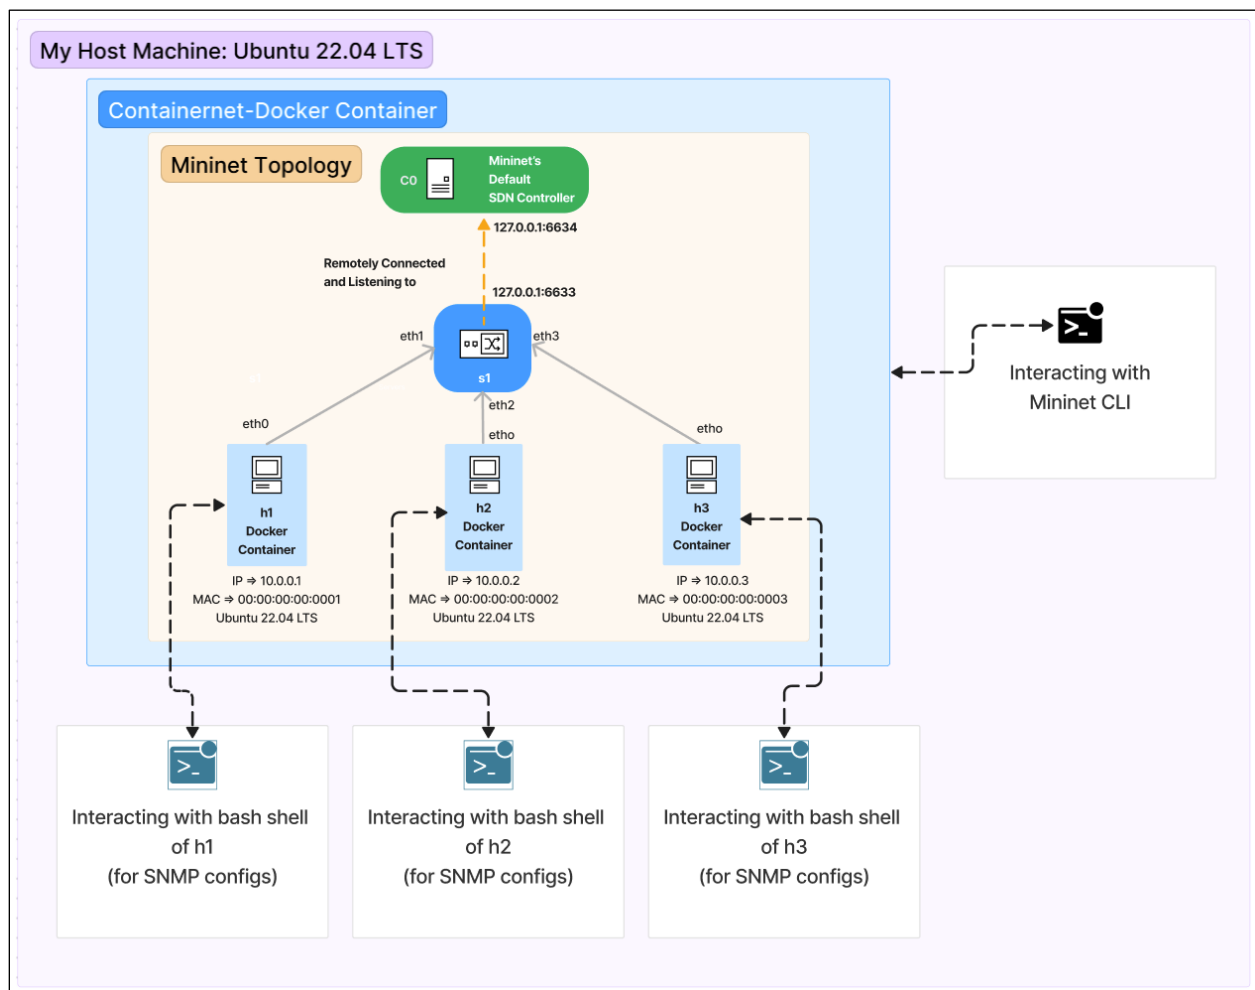 My Host Machine: Ubuntu 22.04 LTS
Containernet-Docker Container
Mininet Topology
C0
Mininet's
Default
SDN Controller
127.0.0.1:6634
Remotely Connected
and Listening to
127.0.0.1:6633
eth1
eth3
s1
eth2
eth0
etho
etho
h1
Docker
Container
h2
Docker
Container
h3
Docker
Container
IP ⇒ 10.0.0.1
MAC ⇒ 00:00:00:00:0001
Ubuntu 22.04 LTS
IP ⇒ 10.0.0.2
MAC ⇒ 00:00:00:00:0002
Ubuntu 22.04 LTS
IP ⇒ 10.0.0.3
MAC ⇒ 00:00:00:00:0003
Ubuntu 22.04 LTS
Interacting with
Mininet CLI
Interacting with bash shell
of h1
(for SNMP configs)
Interacting with bash shell
of h2
(for SNMP configs)
Interacting with bash shell
of h3
(for SNMP configs)